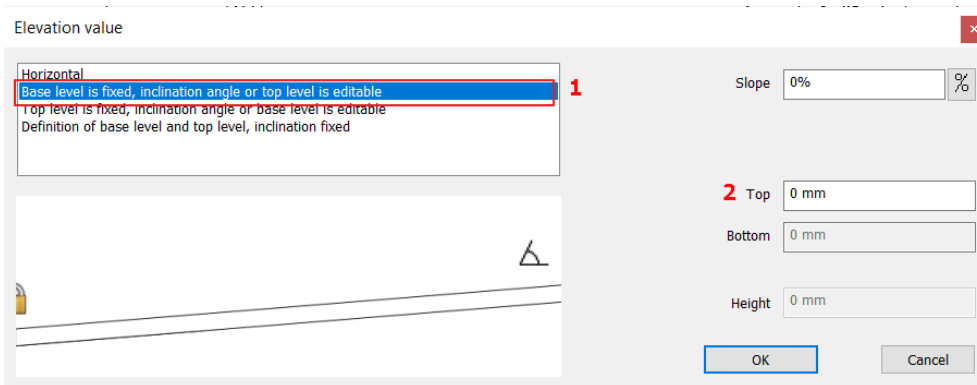 Elevation value
Horizontal
Base level is fixed, inclination angle or top level is editable
1
Top level is fixed, inclination angle or base level is editable
Definition of base level and top level, inclination fixed
Slope 0% %
2 Top 0 mm
Bottom 0 mm
Height 0 mm
OK Cancel